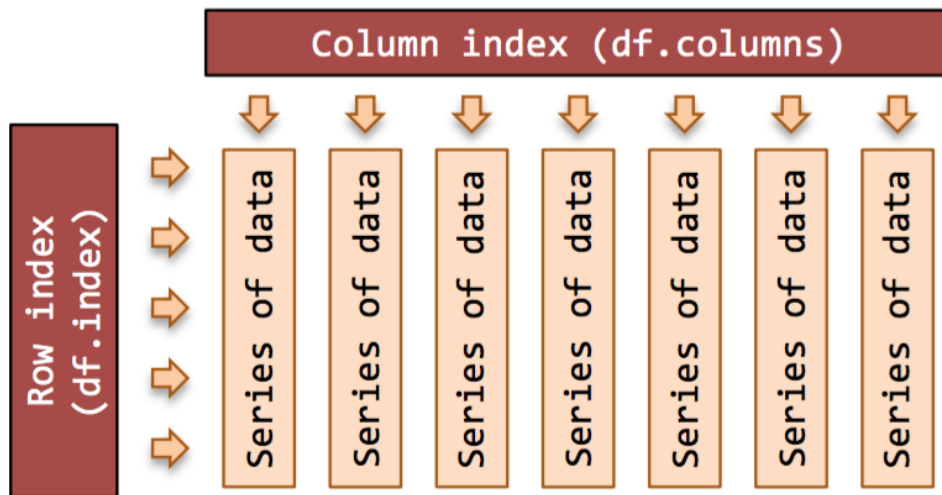 Column index (df.columns)
Row index
(df.index)
Series of data
Series of data
Series of data
Series of data
Series of data
Series of data
Series of data